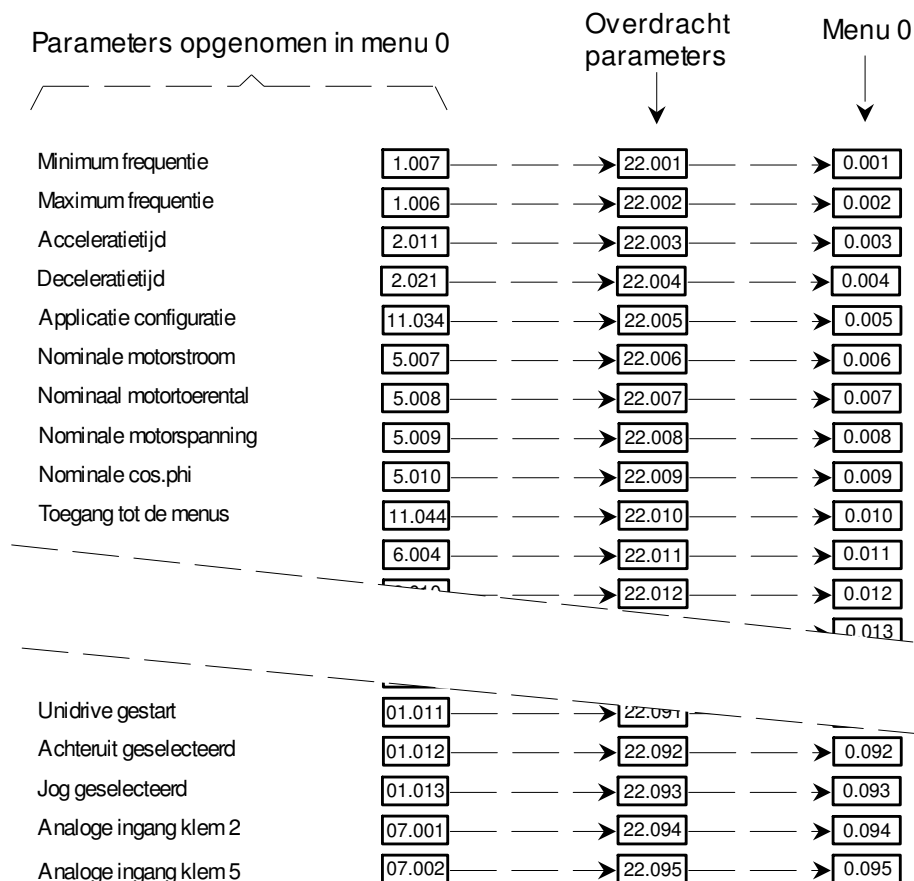 Parameters opgenomen in menu 0
Overdracht
parameters
Menu 0
Minimum frequentie 1.007 22.001 0.001
Maximum frequentie 1.006 22.002 0.002
Acceleratietijd 2.011 22.003 0.003
Deceleratietijd 2.021 22.004 0.004
Applicatie configuratie 11.034 22.005 0.005
Nominale motorstroom 5.007 22.006 0.006
Nominaal motortoerental 5.008 22.007 0.007
Nominale motorspanning 5.009 22.008 0.008
Nominale cos.phi 5.010 22.009 0.009
Toegang tot de menus 11.044 22.010 0.010
6.004 22.011 0.011
22.012 0.012
0.013
Unidrive gestart 01.011 22.091
Achteruit geselecteerd 01.012 22.092 0.092
Jog geselecteerd 01.013 22.093 0.093
Analoge ingang klem 2 07.001 22.094 0.094
Analoge ingang klem 5 07.002 22.095 0.095